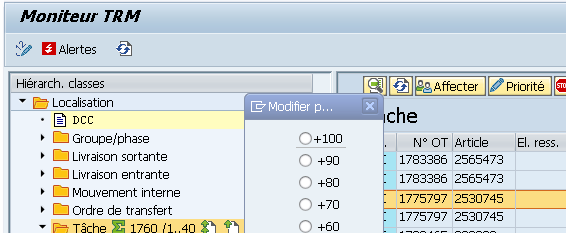 Moniteur TRM
Alertes
Hiérarch. classes
Localisation
DCC
Groupe/phase
Livraison sortante
Livraison entrante
Mouvement interne
Ordre de transfert
Tâche 1760 /1..40
Modifier p...
+100
+90
+80
+70
+60
Affecter Priorité STOP
âche
N° OT Article El. ress.
1783386 2565473
1783386 2565473
1775797 2530745
1775797 2530745